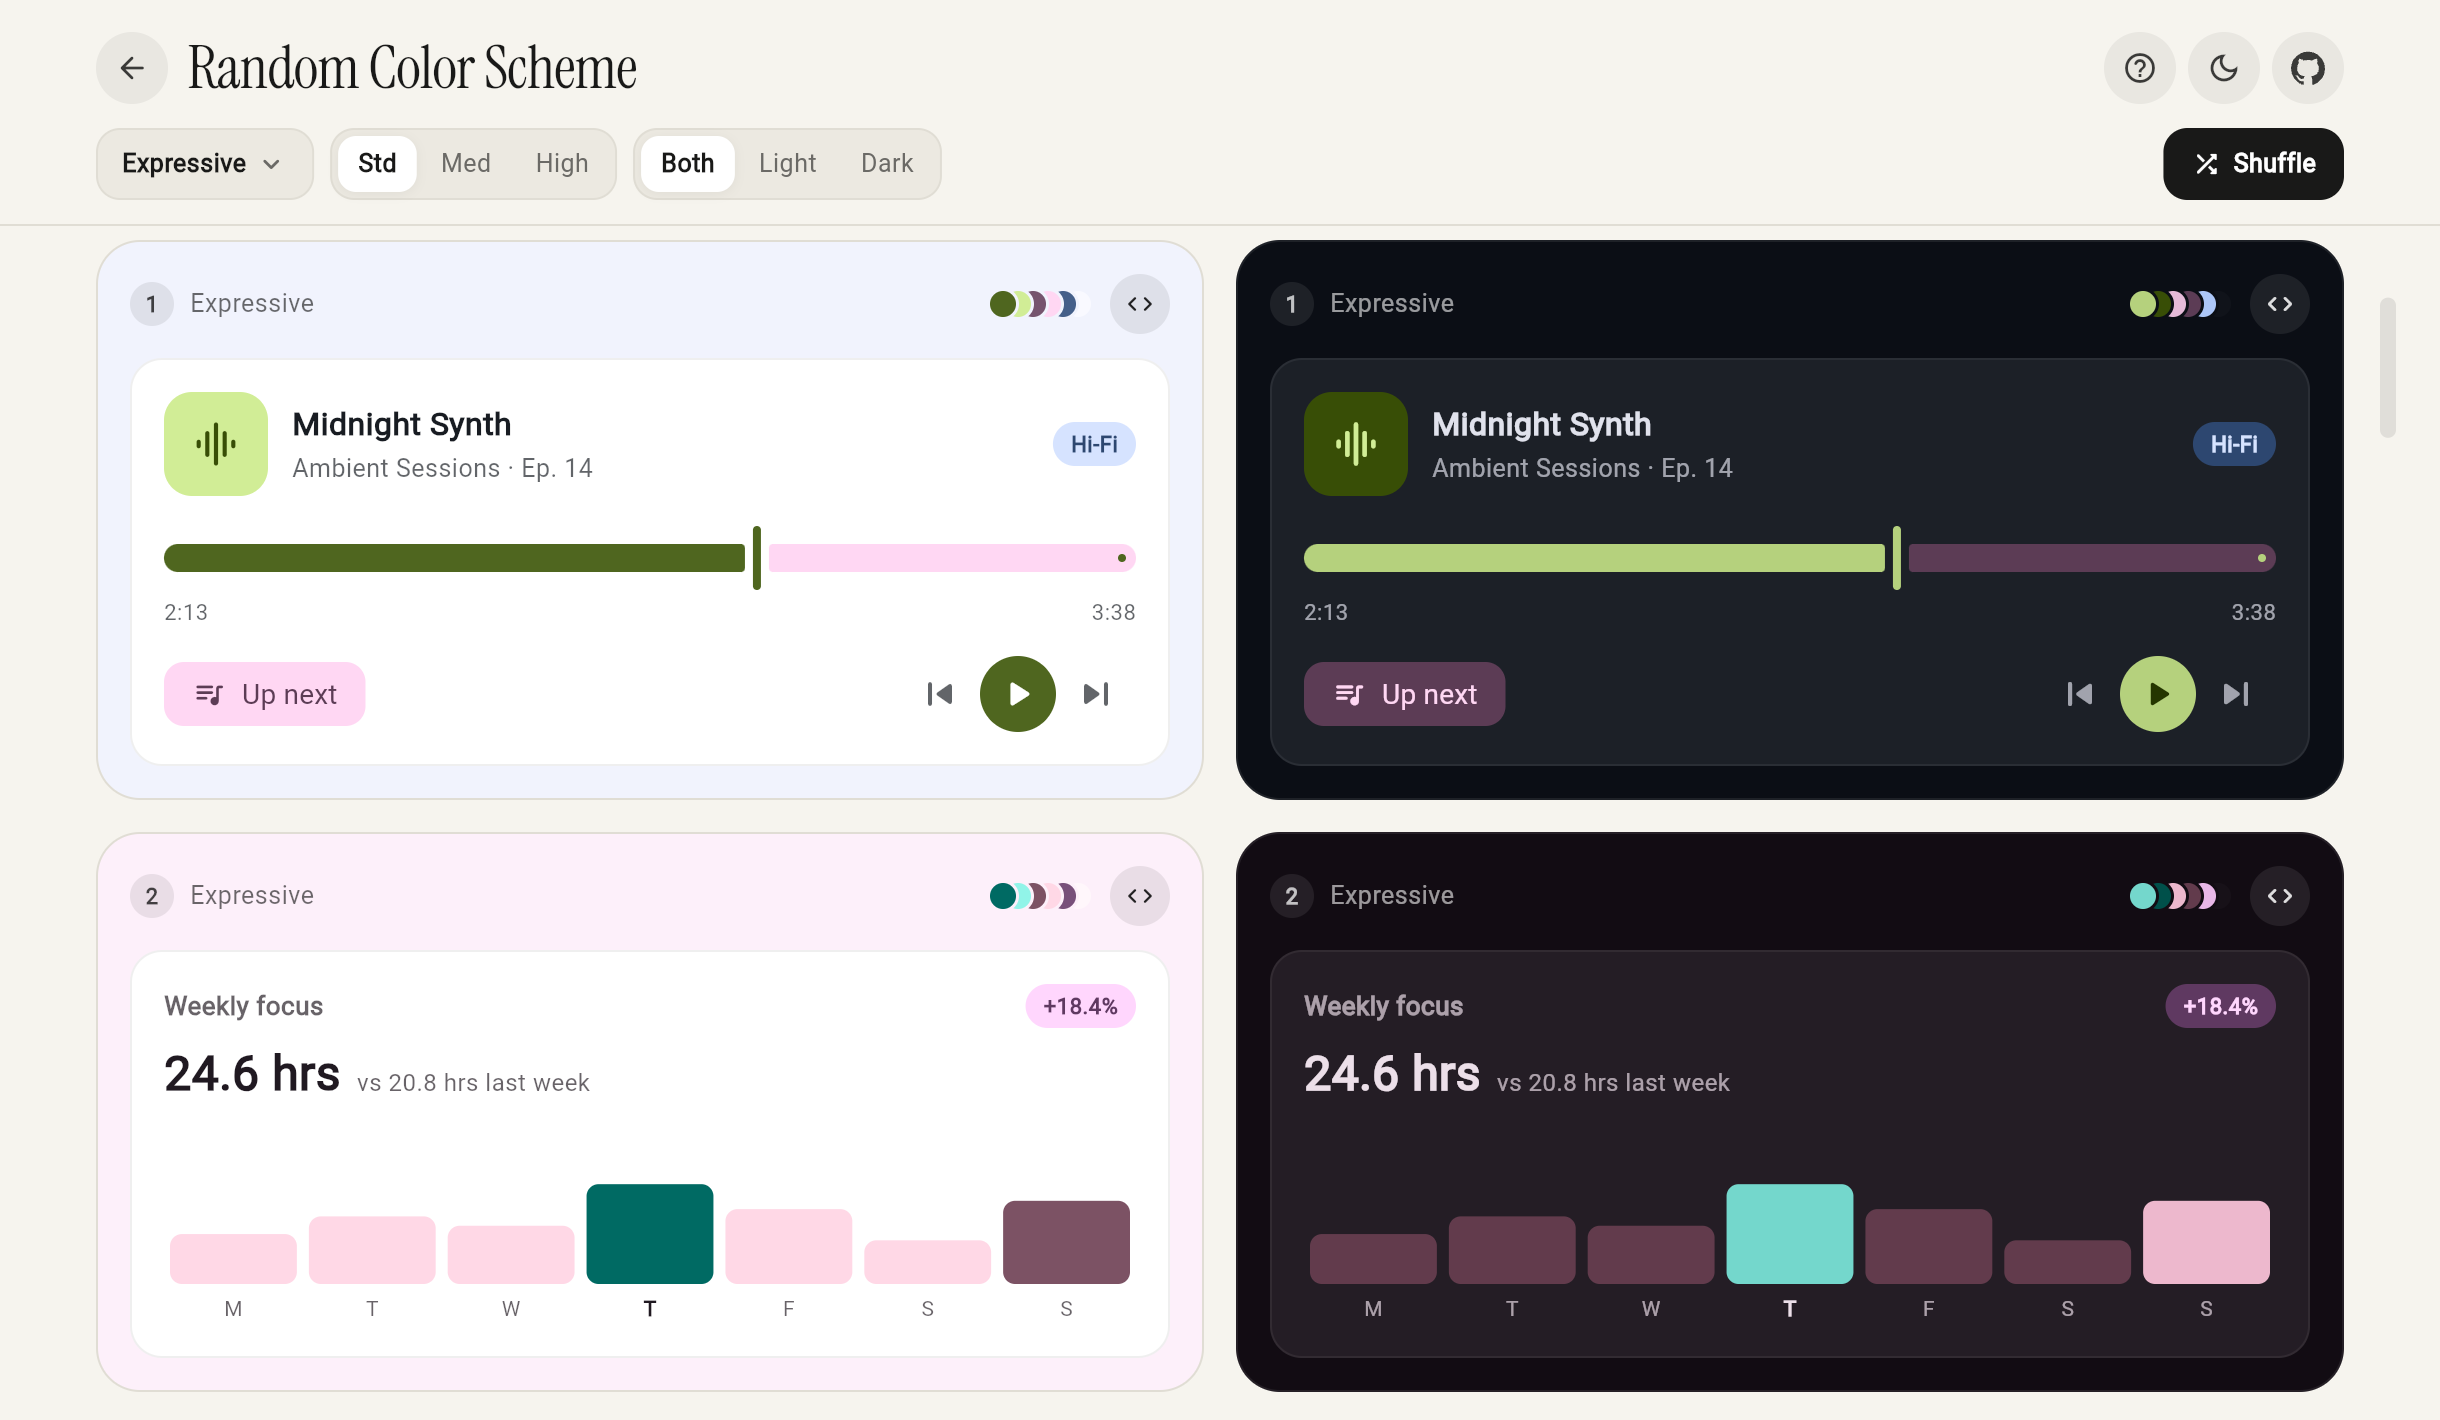 Random Color Scheme
Expressive
Std Med High
Both Light Dark
Shuffle
1 Expressive
Midnight Synth
Ambient Sessions · Ep. 14
Hi-Fi
2:13 3:38
Up next
1 Expressive
Midnight Synth
Ambient Sessions · Ep. 14
Hi-Fi
2:13 3:38
Up next
2 Expressive
Weekly focus
+18.4%
24.6 hrs vs 20.8 hrs last week
M T W T F S S
2 Expressive
Weekly focus
+18.4%
24.6 hrs vs 20.8 hrs last week
M T W T F S S